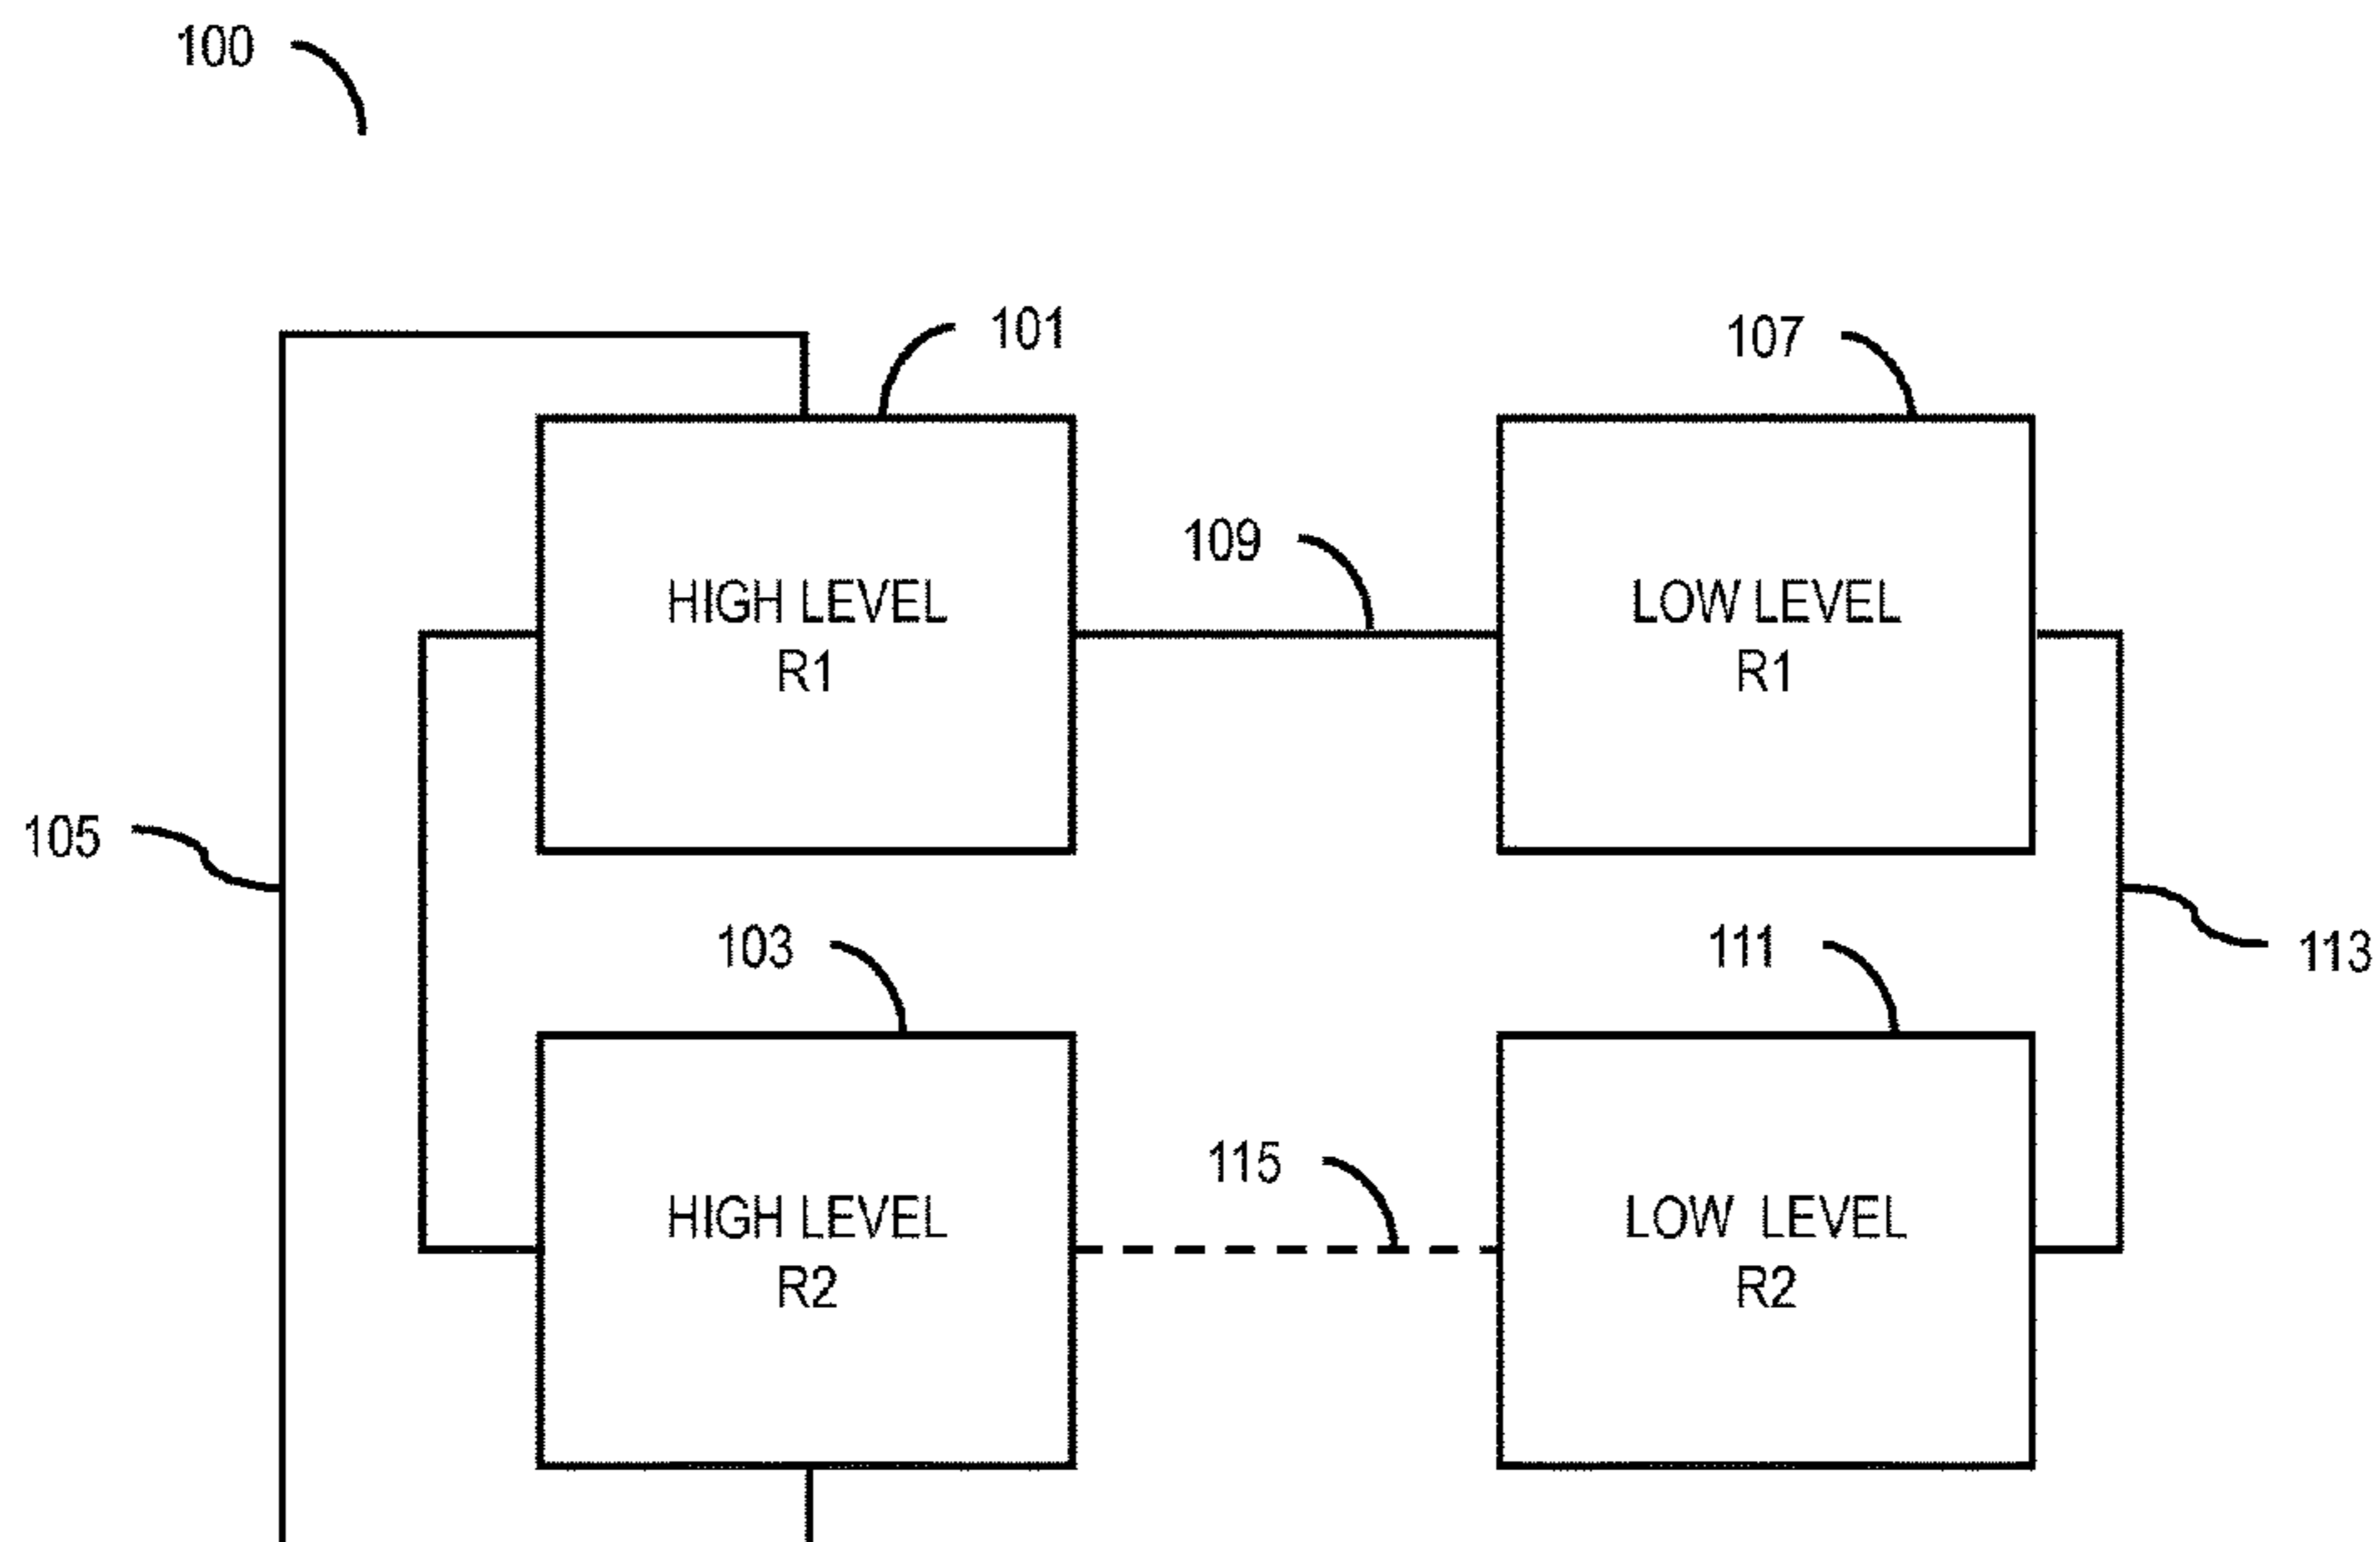 100
101
107
109
HIGH LEVEL
R1
LOW LEVEL
R1
105
103
111
113
115
HIGH LEVEL
R2
LOW LEVEL
R2